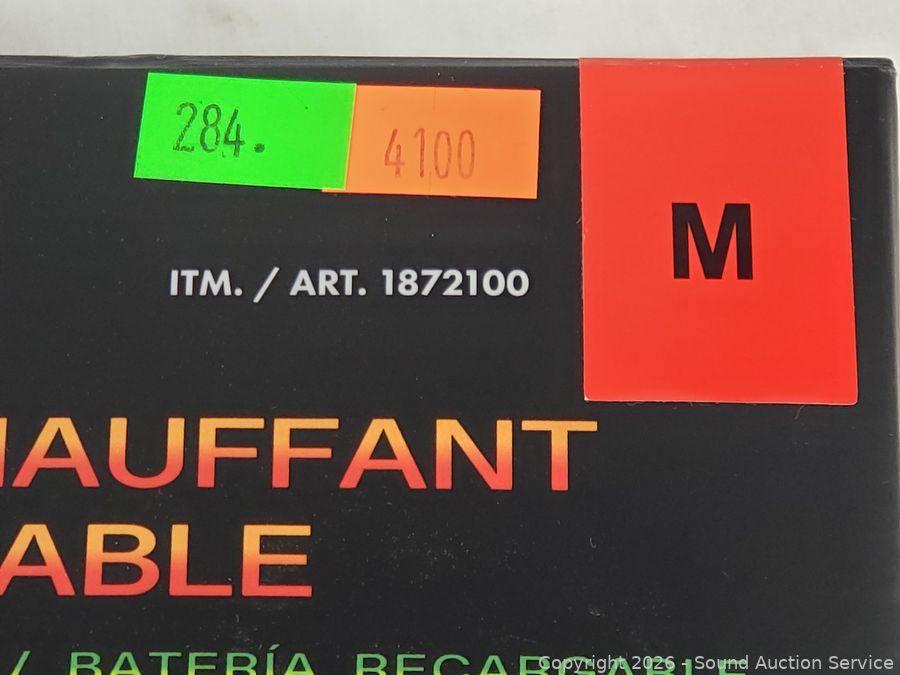 284.
4100
M
ITM. / ART. 1872100
HAUFFANT
ABLE
/ BATERÍA RECARGABLE
Copyright 2026 - Sound Auction Service